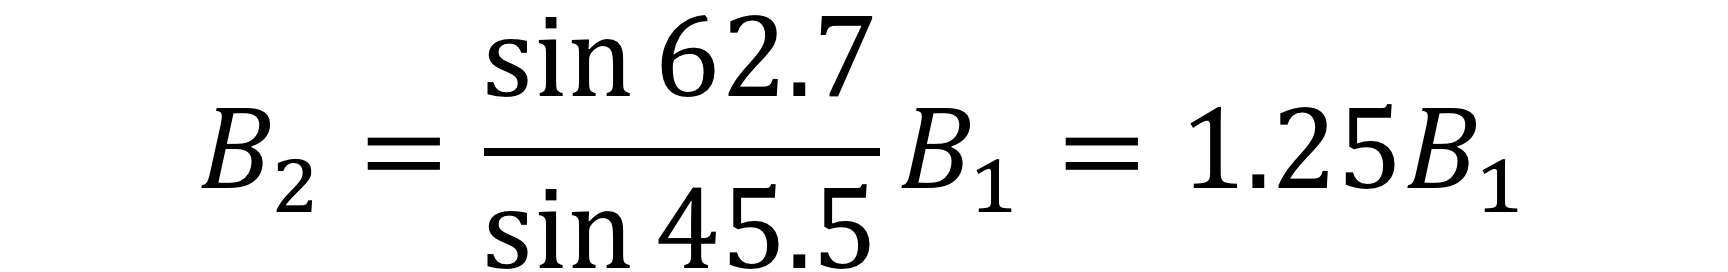 B₂ = sin 62.7 / sin 45.5 B₁ = 1.25B₁